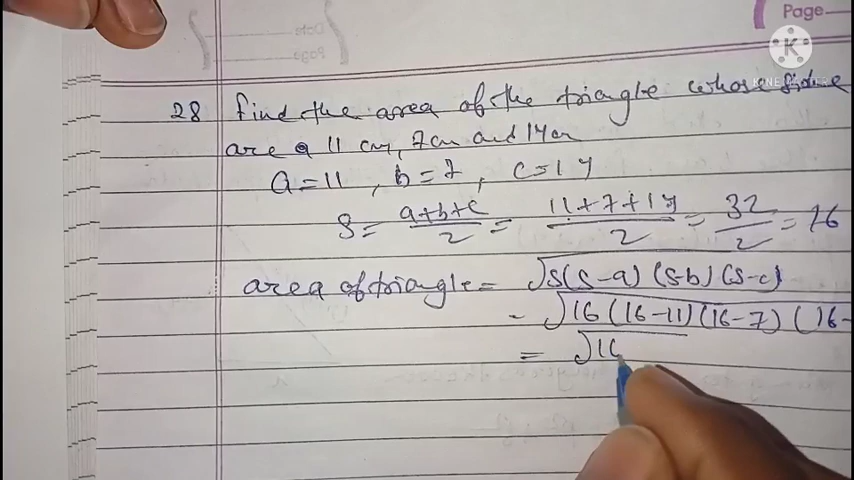 Page
K
KINEMASTER
28 find the area of the triangle whose side
are 11 cm, 7cm and 14cm
a=11 , b=7 , c=14
S= a+b+c/2 = 11+7+14/2 = 32/2 = 16
area of triangle = √s(s-a) (s-b) (s-c)
- √16 (16-11) (16-7) (16-
= √16